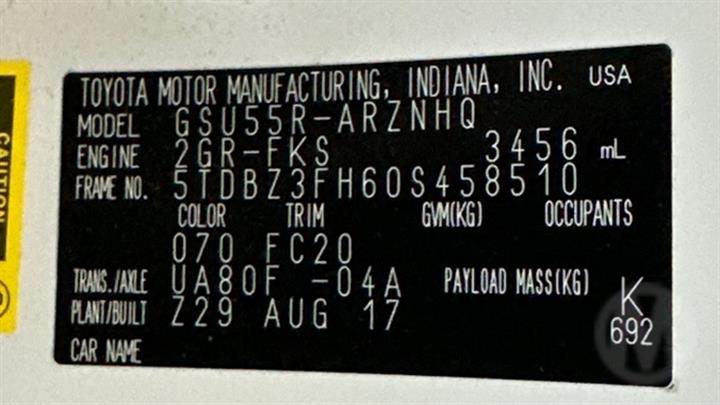 TOYOTA MOTOR MANUFACTURING, INDIANA, INC. USA
MODEL GSU55R-ARZNHQ
ENGINE 2GR-FKS 3456 mL
FRAME NO. 5TDBZ3FH60S458510
COLOR TRIM GVM(KG) OCCUPANTS
070 FC20
TRANS./AXLE UA80F -04A PAYLOAD MASS(KG) K
PLANT/BUILT Z29 AUG 17 692
CAR NAME
CAUTION